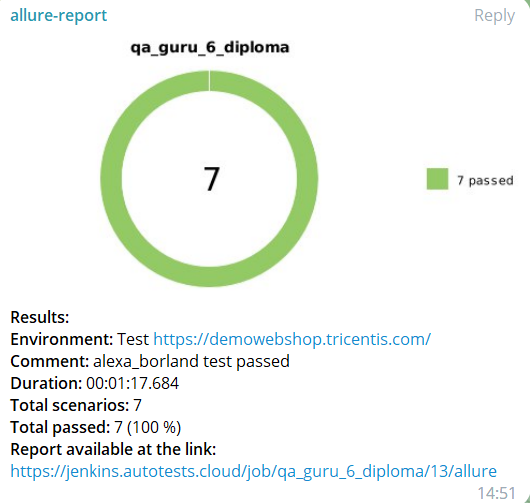 allure-report
Reply
qa_guru_6_diploma
7
7 passed
Results:
Environment: Test https://demowebshop.tricentis.com/
Comment: alexa_borland test passed
Duration: 00:01:17.684
Total scenarios: 7
Total passed: 7 (100 %)
Report available at the link:
https://jenkins.autotests.cloud/job/qa_guru_6_diploma/13/allure
14:51